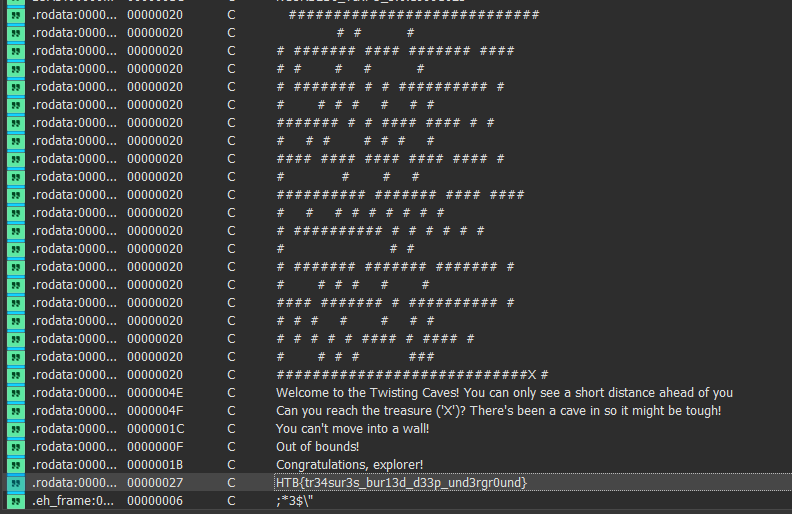 .rodata:0000... 00000020 C   ############################
.rodata:0000... 00000020 C           # #      #
.rodata:0000... 00000020 C # ####### #### ####### ####
.rodata:0000... 00000020 C # #    #   #      #
.rodata:0000... 00000020 C # ####### # # ########## #
.rodata:0000... 00000020 C #    # # #   #   # #
.rodata:0000... 00000020 C ####### # # #### #### # #
.rodata:0000... 00000020 C #   # #    # # #   #
.rodata:0000... 00000020 C #### #### #### #### #### #
.rodata:0000... 00000020 C #       #    #   #
.rodata:0000... 00000020 C ########## ####### #### ####
.rodata:0000... 00000020 C #   #   # # # # # # #
.rodata:0000... 00000020 C # ########## # # # # # #
.rodata:0000... 00000020 C #             # #
.rodata:0000... 00000020 C # ####### ####### ####### #
.rodata:0000... 00000020 C #    # # #   #    #
.rodata:0000... 00000020 C #### ####### # ########## #
.rodata:0000... 00000020 C # # #   #    #   # #
.rodata:0000... 00000020 C # # # # # #### # #### #
.rodata:0000... 00000020 C #    # # #      ###
.rodata:0000... 00000020 C ############################X #
.rodata:0000... 0000004E C Welcome to the Twisting Caves! You can only see a short distance ahead of you
.rodata:0000... 0000004F C Can you reach the treasure ('X')? There's been a cave in so it might be tough!
.rodata:0000... 0000001C C You can't move into a wall!
.rodata:0000... 0000000F C Out of bounds!
.rodata:0000... 0000001B C Congratulations, explorer!
.rodata:0000... 00000027 C HTB{tr34sur3s_bur13d_d33p_und3rgr0und}
.eh_frame:0... 00000006 C ;*3$\"